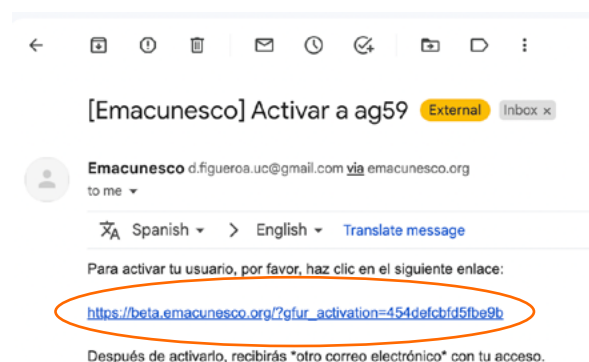 [Emacunesco] Activar a ag59 External Inbox ×
Emacunesco d.figueroa.uc@gmail.com via emacunesco.org
to me
Spanish > English Translate message
Para activar tu usuario, por favor, haz clic en el siguiente enlace:
https://beta.emacunesco.org/?gfur_activation=454defcbfd5fbe9b
Después de activarlo, recibirás *otro correo electrónico* con tu acceso.